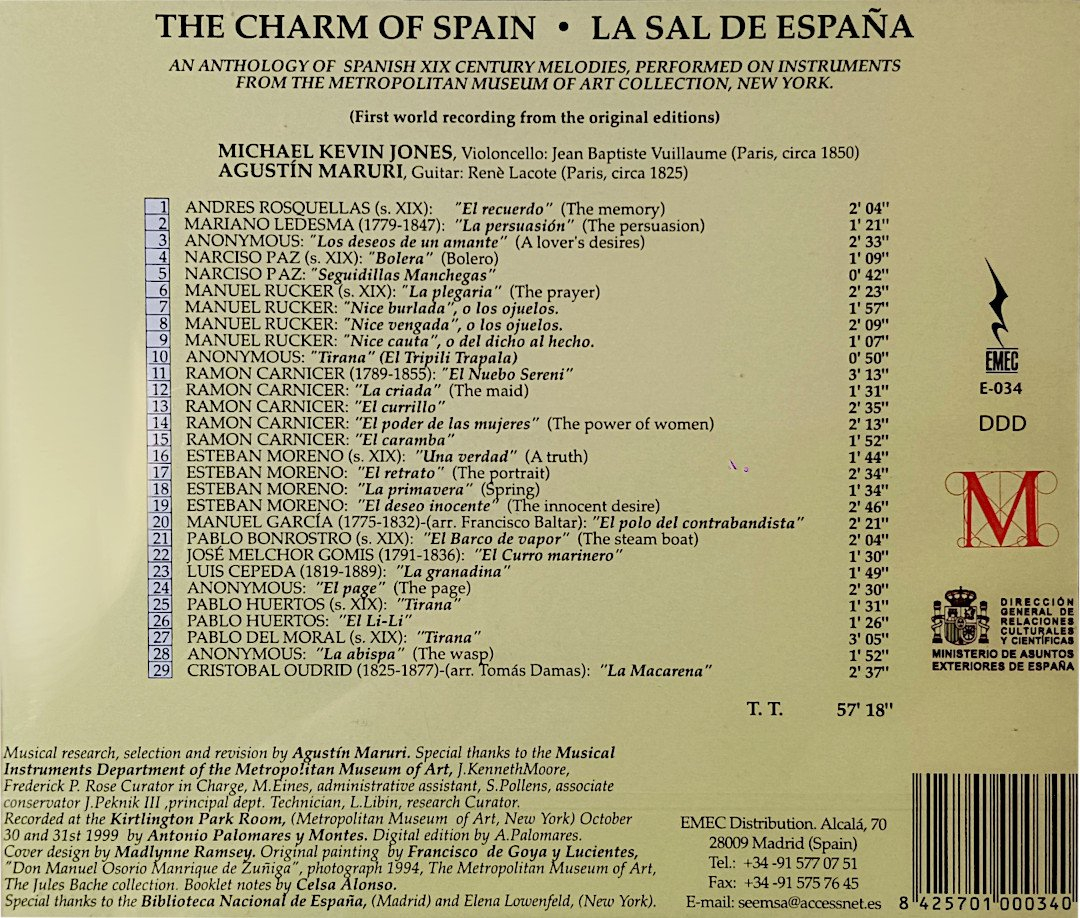 THE CHARM OF SPAIN • LA SAL DE ESPAÑA
AN ANTHOLOGY OF SPANISH XIX CENTURY MELODIES, PERFORMED ON INSTRUMENTS
FROM THE METROPOLITAN MUSEUM OF ART COLLECTION, NEW YORK.
(First world recording from the original editions)
MICHAEL KEVIN JONES, Violoncello: Jean Baptiste Vuillaume (Paris, circa 1850)
AGUSTÍN MARURI, Guitar: Renè Lacote (Paris, circa 1825)
1 ANDRES ROSQUELLAS (s. XIX): "El recuerdo" (The memory) 2' 04"
2 MARIANO LEDESMA (1779-1847): "La persuasión" (The persuasion) 1' 21"
3 ANONYMOUS: "Los deseos de un amante" (A lover's desires) 2' 33"
4 NARCISO PAZ (s. XIX): "Bolera" (Bolero) 1' 09"
5 NARCISO PAZ: "Seguidillas Manchegas" 0' 42"
6 MANUEL RUCKER (s. XIX): "La plegaria" (The prayer) 2' 23"
7 MANUEL RUCKER: "Nice burlada", o los ojuelos. 1' 57"
8 MANUEL RUCKER: "Nice vengada", o los ojuelos. 2' 09"
9 MANUEL RUCKER: "Nice cauta", o del dicho al hecho. 1' 07"
10 ANONYMOUS: "Tirana" (El Tripili Trapala) 0' 50"
11 RAMON CARNICER (1789-1855): "El Nuebo Sereni" 3' 13"
12 RAMON CARNICER: "La criada" (The maid) 1' 31"
13 RAMON CARNICER: "El currillo" 2' 35"
14 RAMON CARNICER: "El poder de las mujeres" (The power of women) 2' 13"
15 RAMON CARNICER: "El caramba" 1' 52"
16 ESTEBAN MORENO (s. XIX): "Una verdad" (A truth) 1' 44"
17 ESTEBAN MORENO: "El retrato" (The portrait) 2' 34"
18 ESTEBAN MORENO: "La primavera" (Spring) 1' 34"
19 ESTEBAN MORENO: "El deseo inocente" (The innocent desire) 2' 46"
20 MANUEL GARCÍA (1775-1832)-(arr. Francisco Baltar): "El polo del contrabandista" 2' 21"
21 PABLO BONROSTRO (s. XIX): "El Barco de vapor" (The steam boat) 2' 04"
22 JOSÉ MELCHOR GOMIS (1791-1836): "El Curro marinero" 1' 30"
23 LUIS CEPEDA (1819-1889): "La granadina" 1' 49"
24 ANONYMOUS: "El page" (The page) 2' 30"
25 PABLO HUERTOS (s. XIX): "Tirana" 1' 31"
26 PABLO HUERTOS: "El Li-Li" 1' 26"
27 PABLO DEL MORAL (s. XIX): "Tirana" 3' 05"
28 ANONYMOUS: "La abispa" (The wasp) 1' 52"
29 CRISTOBAL OUDRID (1825-1877)-(arr. Tomás Damas): "La Macarena" 2' 37"
T. T. 57' 18"
EMEC
E-034
DDD
M
DIRECCIÓN
GENERAL DE
RELACIONES
CULTURALES
Y CIENTÍFICAS
MINISTERIO DE ASUNTOS
EXTERIORES DE ESPAÑA
Musical research, selection and revision by Agustín Maruri. Special thanks to the Musical
Instruments Department of the Metropolitan Museum of Art, J.KennethMoore,
Frederick P. Rose Curator in Charge, M.Eines, administrative assistant, S.Pollens, associate
conservator J.Peknik III ,principal dept. Technician, L.Libin, research Curator.
Recorded at the Kirtlington Park Room, (Metropolitan Museum of Art, New York) October
30 and 31st 1999 by Antonio Palomares y Montes. Digital edition by A.Palomares.
Cover design by Madlynne Ramsey. Original painting by Francisco de Goya y Lucientes,
"Don Manuel Osorio Manrique de Zuñiga", photograph 1994, The Metropolitan Museum of Art,
The Jules Bache collection. Booklet notes by Celsa Alonso.
Special thanks to the Biblioteca Nacional de España, (Madrid) and Elena Lowenfeld, (New York).
EMEC Distribution. Alcalá, 70
28009 Madrid (Spain)
Tel.: +34 -91 577 07 51
Fax: +34 -91 575 76 45
E-mail: seemsa@accessnet.es
8 425701 000340